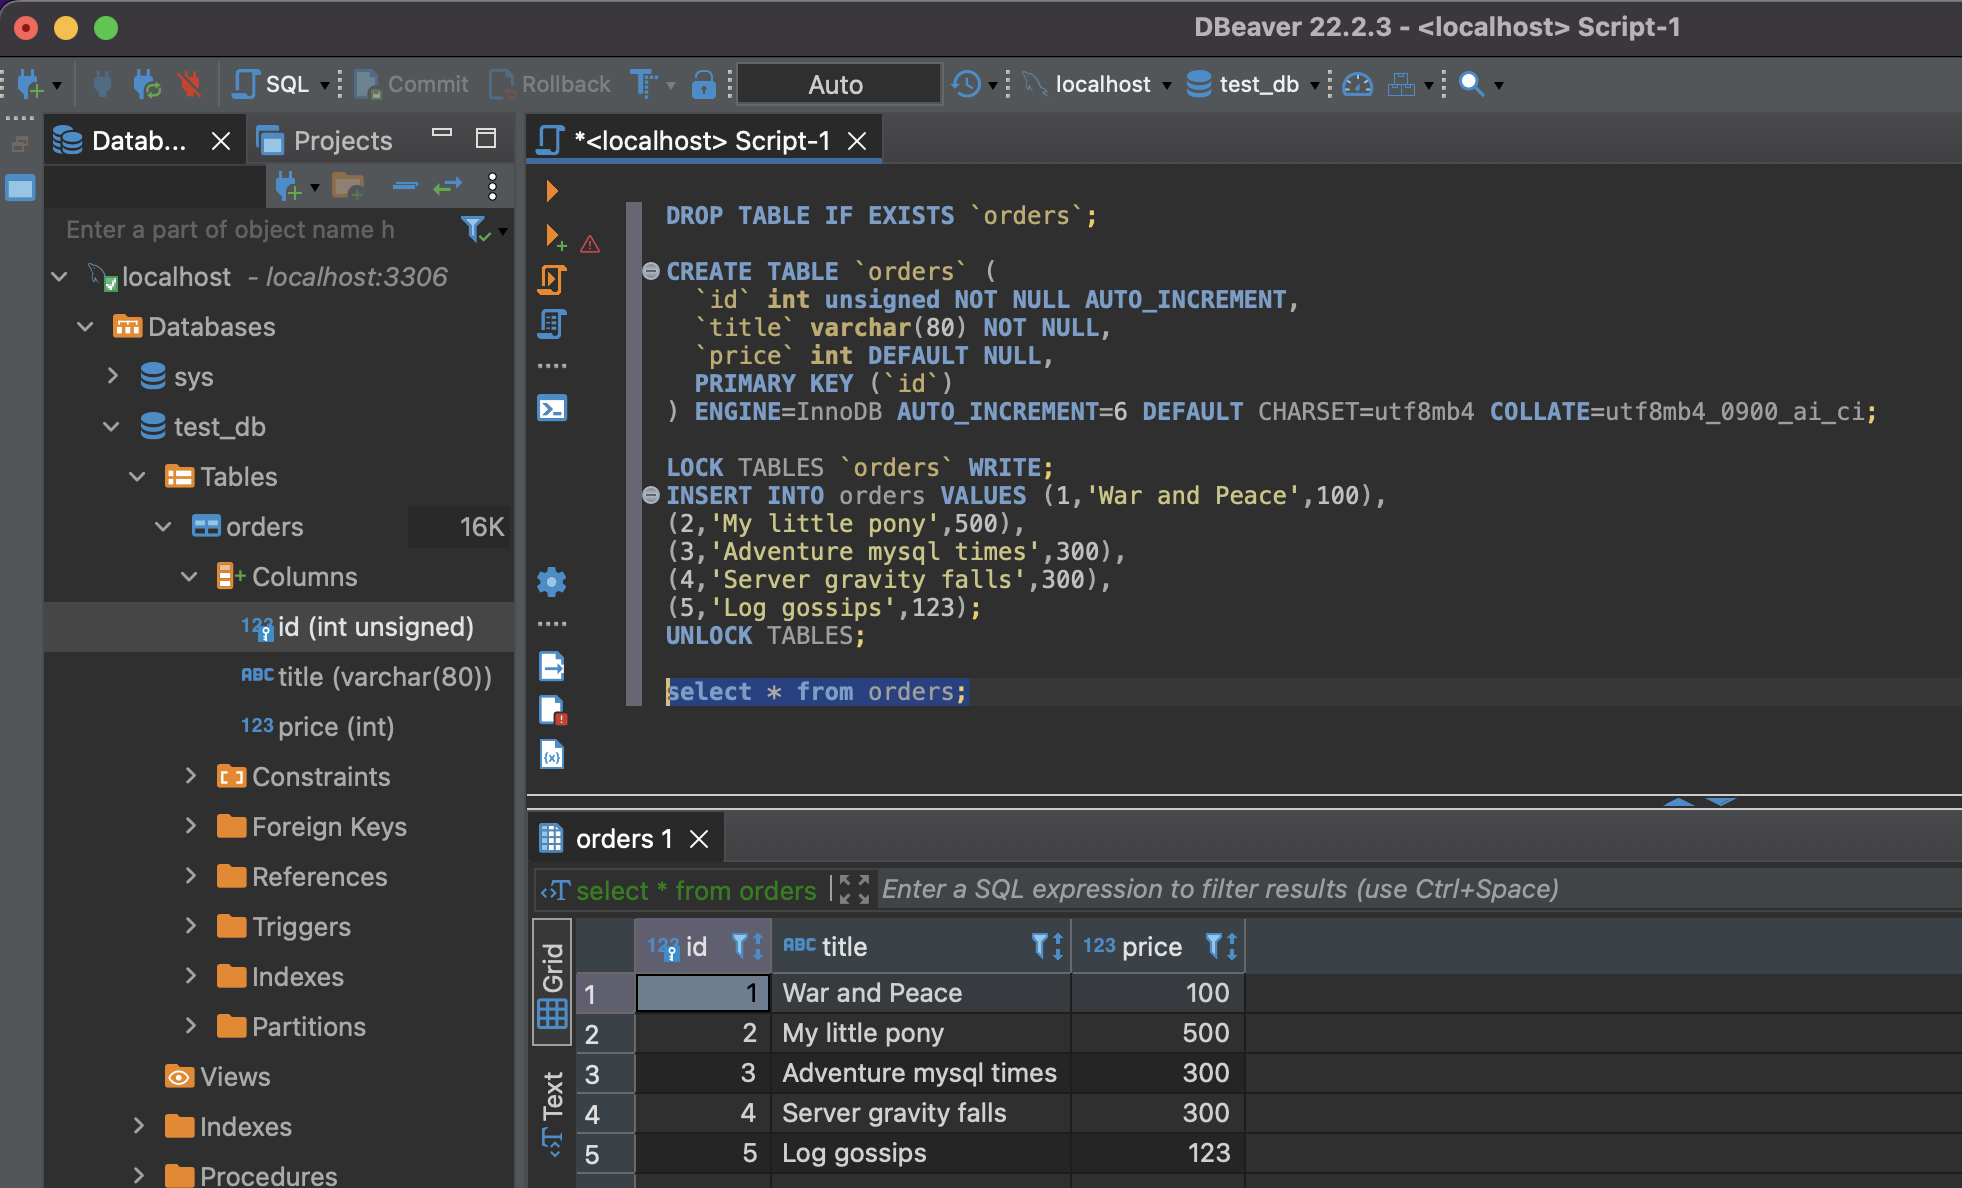 DBeaver 22.2.3 - <localhost> Script-1
SQL Commit Rollback Auto localhost test_db
Datab... Projects
*<localhost> Script-1
Enter a part of object name h
localhost - localhost:3306
Databases
sys
test_db
Tables
orders 16K
Columns
123 id (int unsigned)
ABC title (varchar(80))
123 price (int)
Constraints
Foreign Keys
References
Triggers
Indexes
Partitions
Views
Indexes
Procedures
DROP TABLE IF EXISTS `orders`;
CREATE TABLE `orders` (
`id` int unsigned NOT NULL AUTO_INCREMENT,
`title` varchar(80) NOT NULL,
`price` int DEFAULT NULL,
PRIMARY KEY (`id`)
) ENGINE=InnoDB AUTO_INCREMENT=6 DEFAULT CHARSET=utf8mb4 COLLATE=utf8mb4_0900_ai_ci;
LOCK TABLES `orders` WRITE;
INSERT INTO orders VALUES (1,'War and Peace',100),
(2,'My little pony',500),
(3,'Adventure mysql times',300),
(4,'Server gravity falls',300),
(5,'Log gossips',123);
UNLOCK TABLES;
select * from orders;
orders 1
select * from orders Enter a SQL expression to filter results (use Ctrl+Space)
Grid
Text
123 id ABC title 123 price
1 1 War and Peace 100
2 2 My little pony 500
3 3 Adventure mysql times 300
4 4 Server gravity falls 300
5 5 Log gossips 123